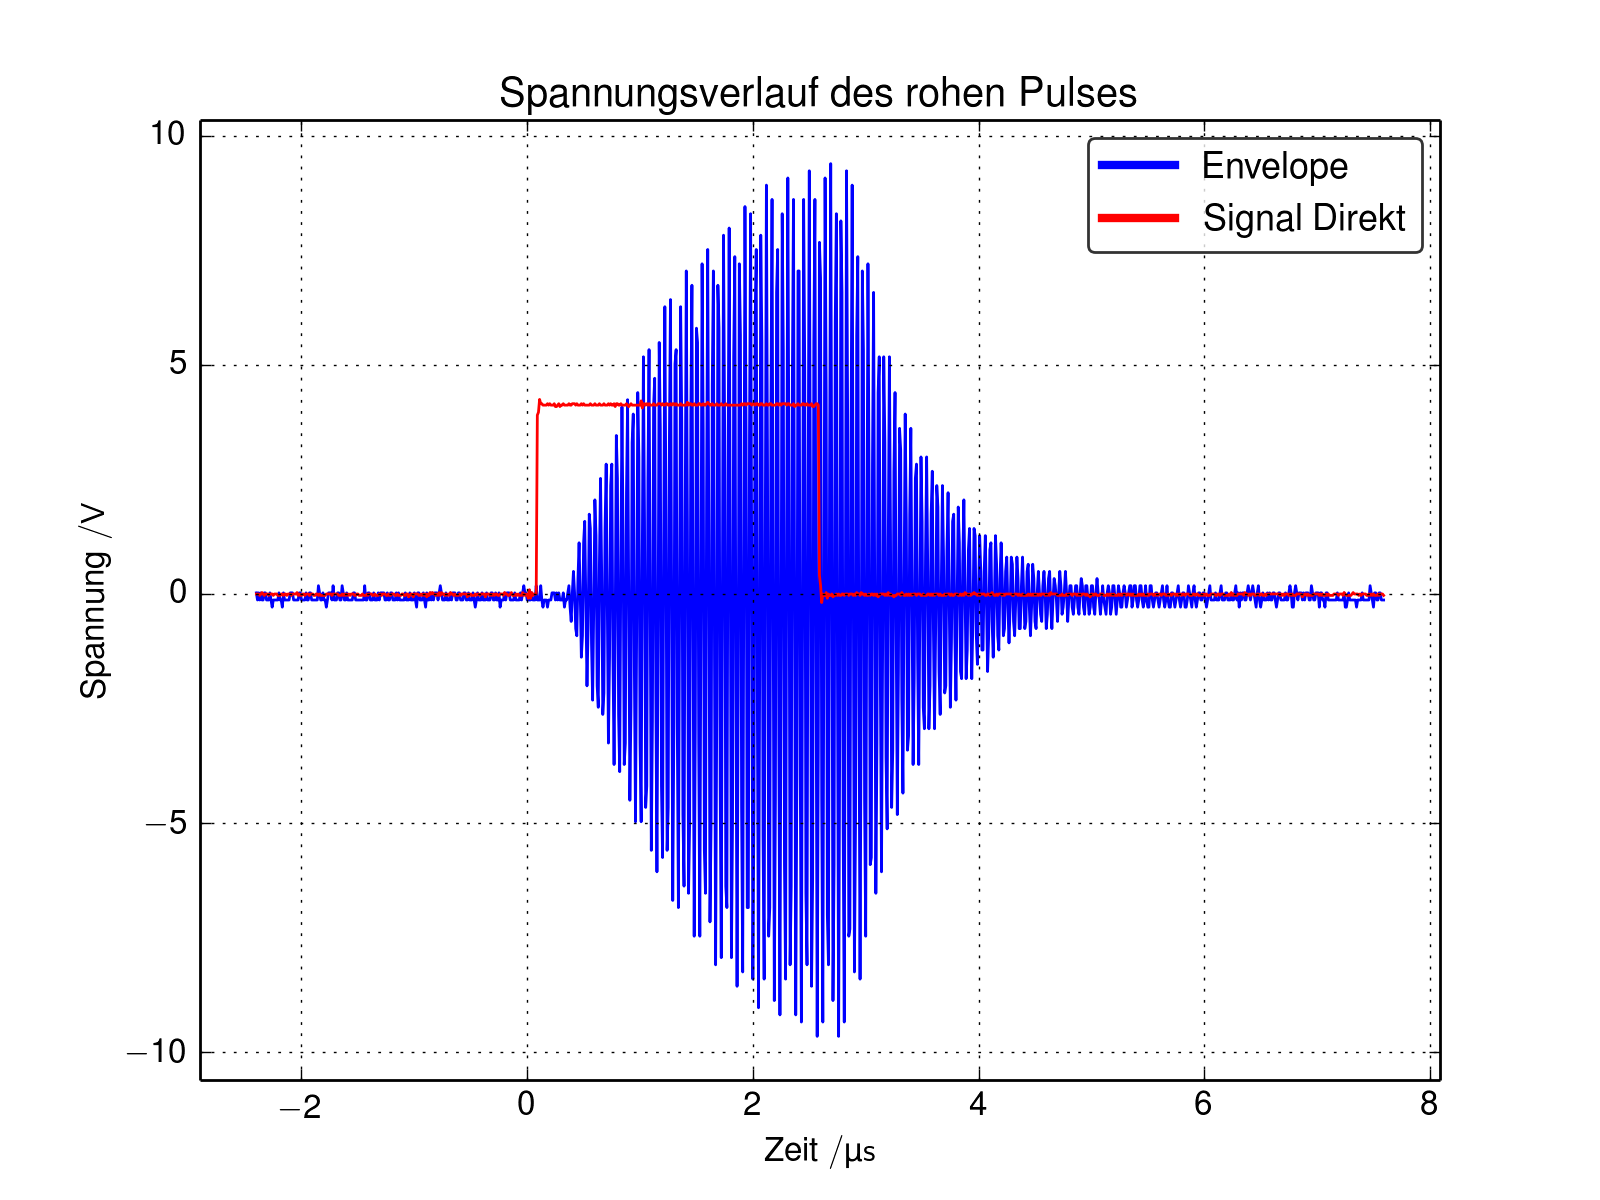 Spannungsverlauf des rohen Pulses
Envelope
Signal Direkt
10
5
0
−5
−10
Spannung /V
−2
0
2
4
6
8
Zeit /µs